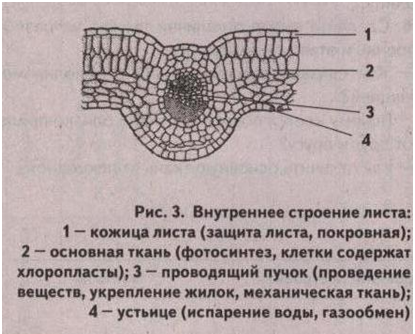 1
2
3
4
Рис. 3. Внутреннее строение листа:
1 – кожица листа (защита листа, покровная);
2 – основная ткань (фотосинтез, клетки содержат
хлоропласты); 3 – проводящий пучок (проведение
веществ, укрепление жилок, механическая ткань);
4 – устьице (испарение воды, газообмен)